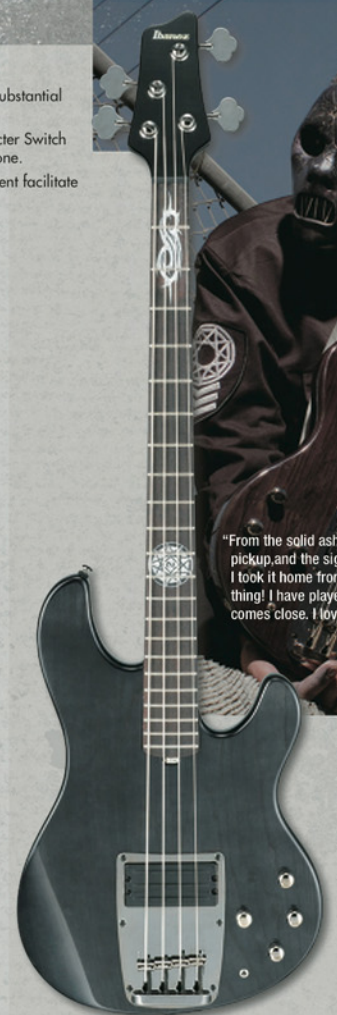 Ibanez
ubstantial
cter Switch
one.
ent facilitate
"From the solid ash
pickup,and the sig
I took it home from
thing! I have playe
comes close. I lov